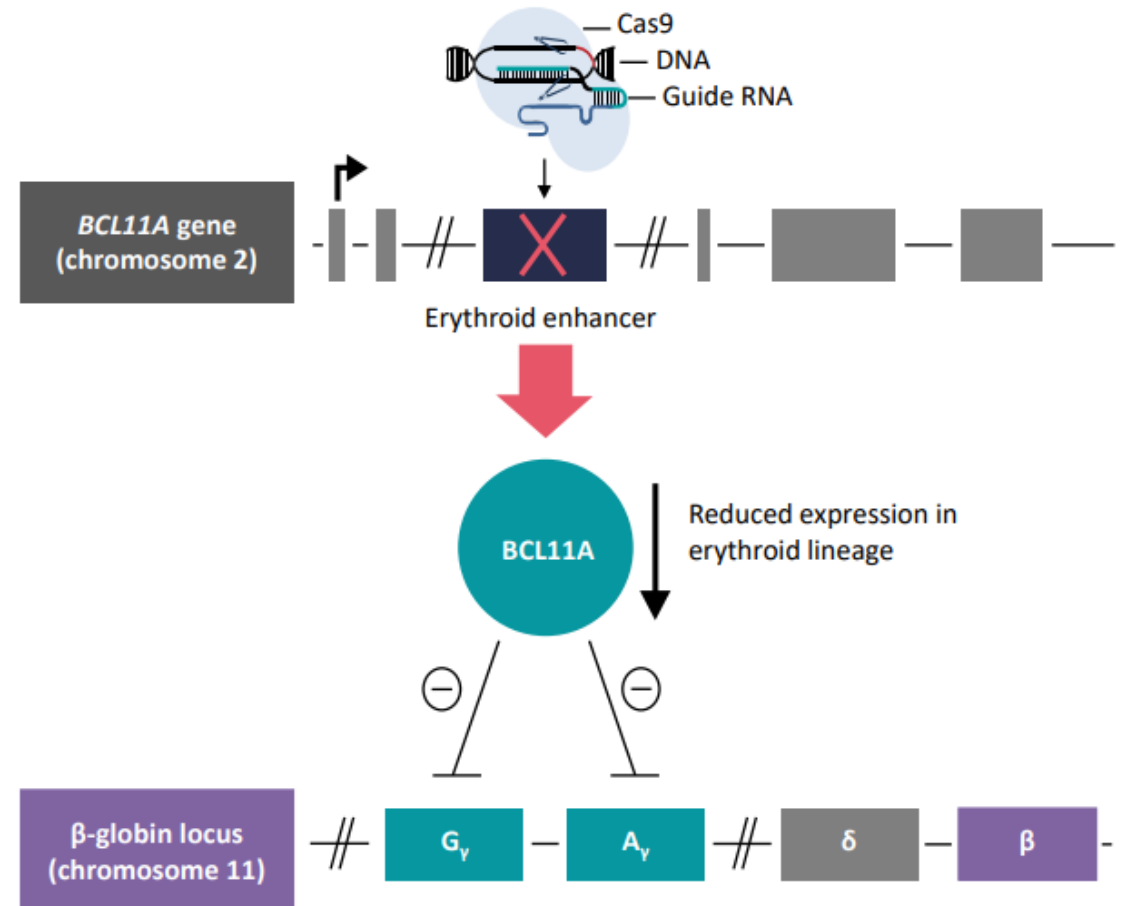 Cas9
DNA
Guide RNA
BCL11A gene
(chromosome 2)
Erythroid enhancer
BCL11A
Reduced expression in
erythroid lineage
β-globin locus
(chromosome 11)
Gγ
Aγ
δ
β